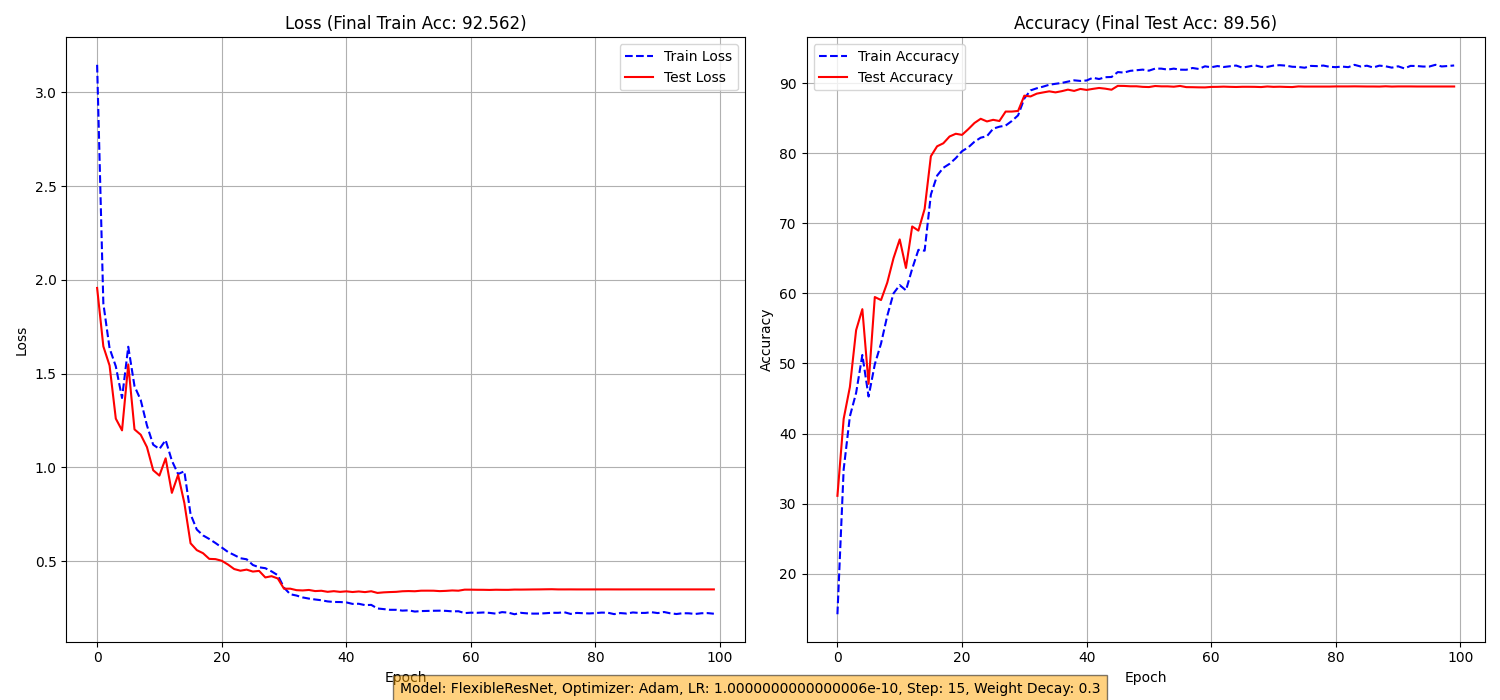 Loss (Final Train Acc: 92.562)
Train Loss
Test Loss
3.0
2.5
2.0
1.5
1.0
0.5
Loss
0 20 40 60 80 100
Epoch
Accuracy (Final Test Acc: 89.56)
Train Accuracy
Test Accuracy
90
80
70
60
50
40
30
20
Accuracy
0 20 40 60 80 100
Epoch
Model: FlexibleResNet, Optimizer: Adam, LR: 1.0000000000000006e-10, Step: 15, Weight Decay: 0.3